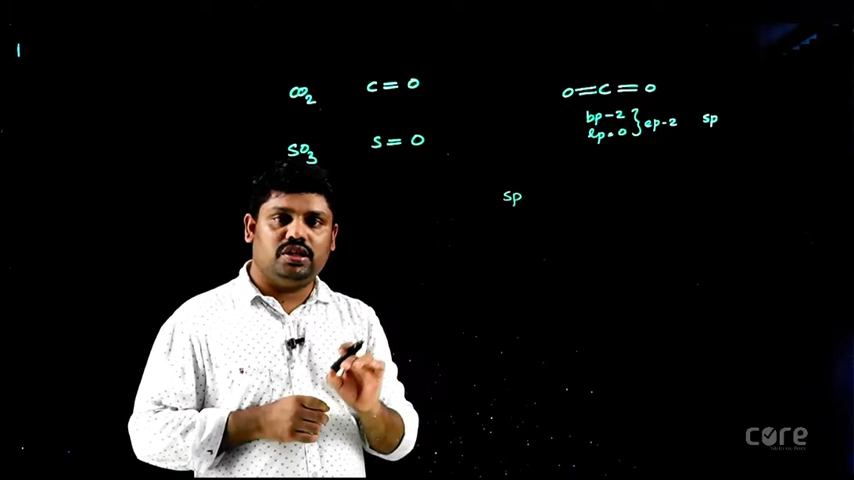 1
CO2 C = O O=C=O
bp-2
lp=0 } ep-2 sp
SO3 S = O
sp
core